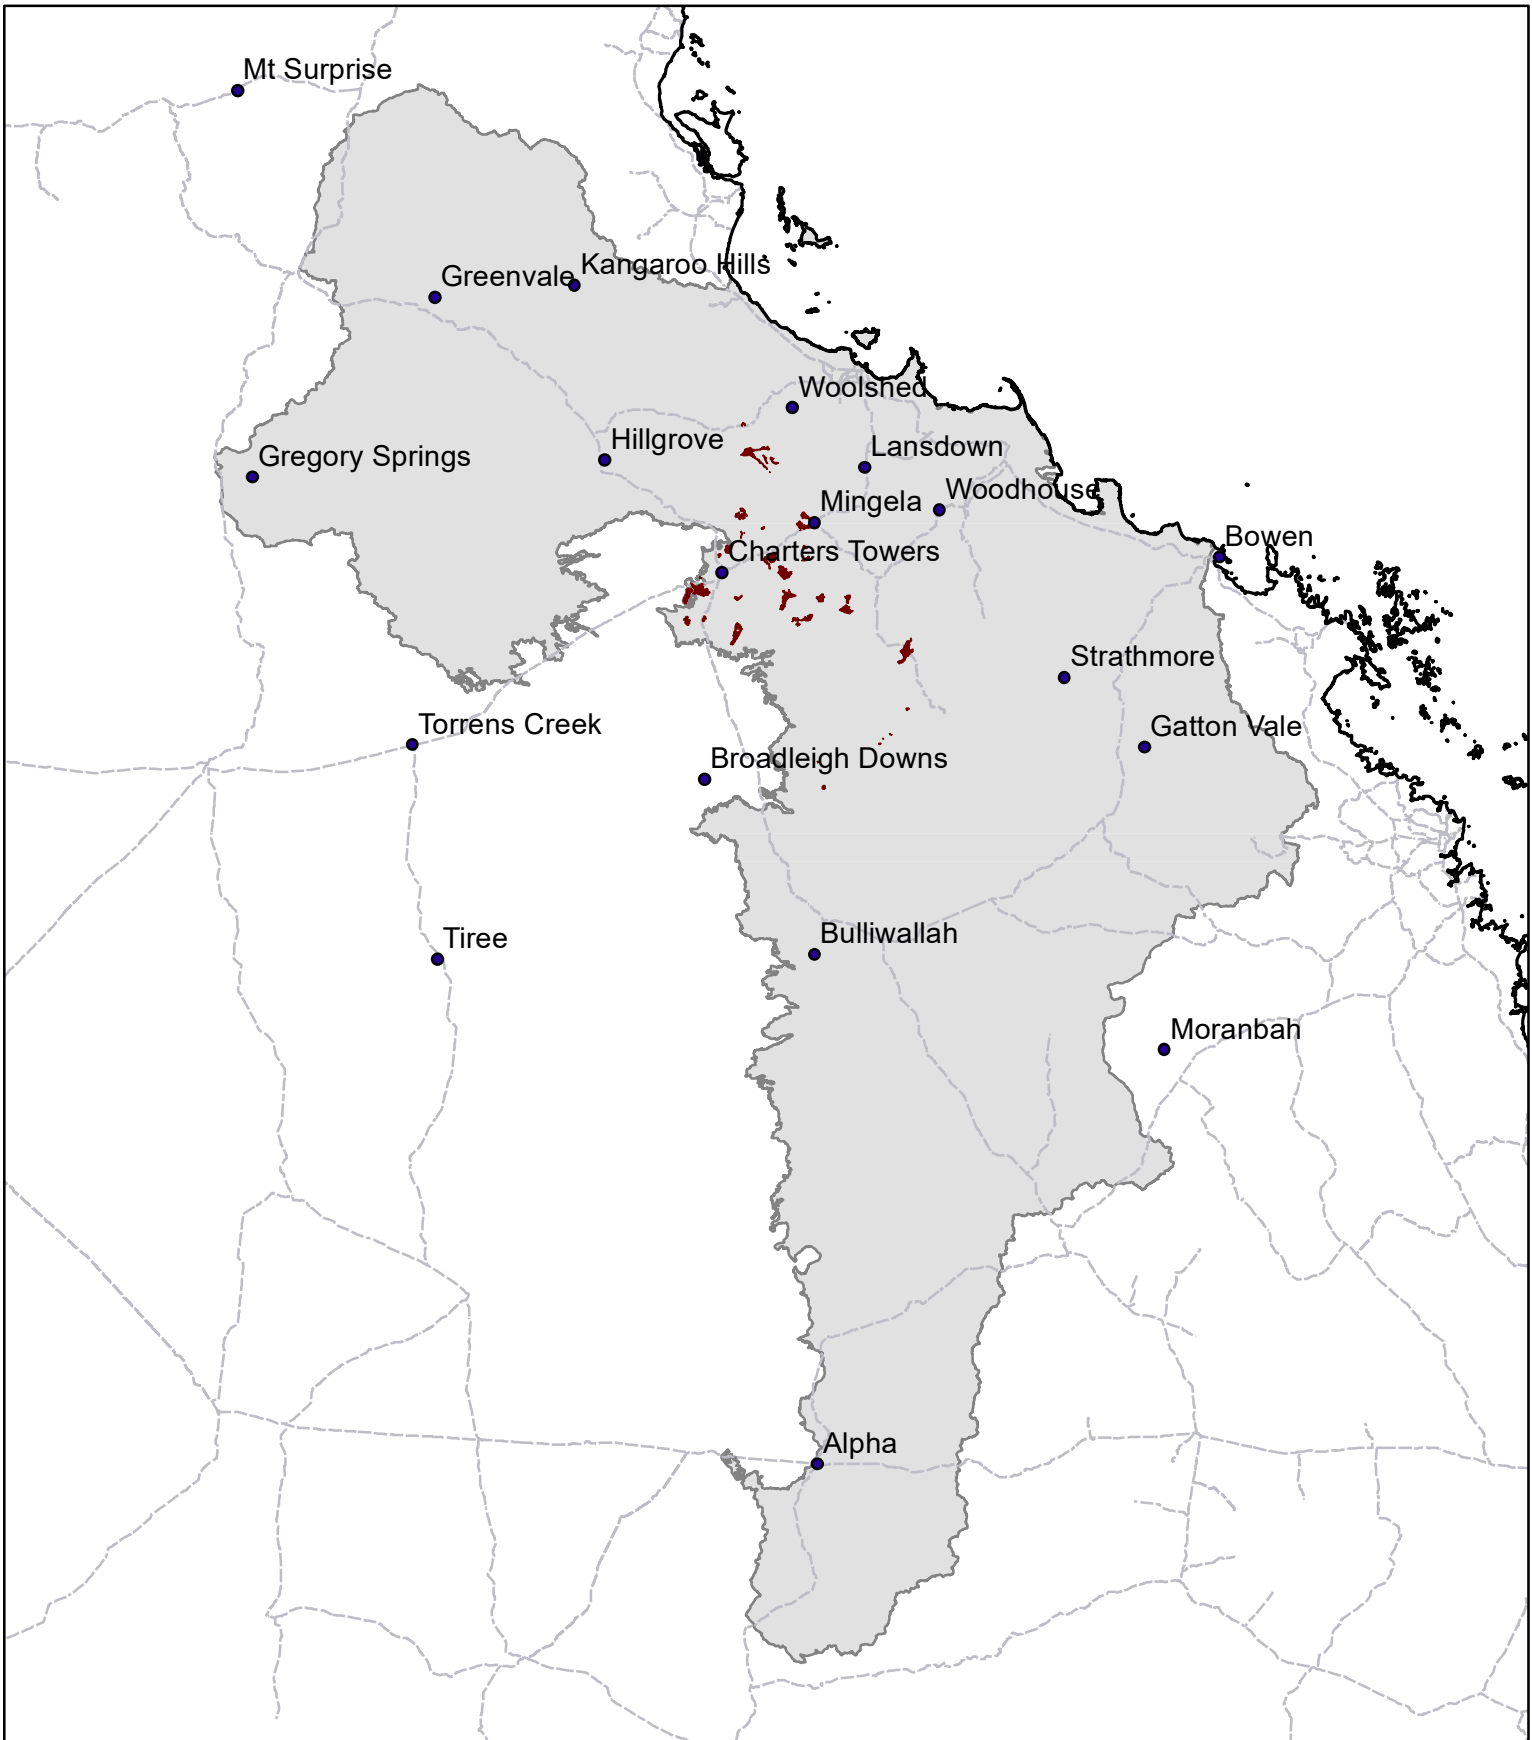 Mt Surprise
Kangaroo Hills
Greenvale
Woolshed
Hillgrove
Lansdown
Gregory Springs
Woodhouse
Mingela
Bowen
Charters Towers
Strathmore
Torrens Creek
Gatton Vale
Broadleigh Downs
Bulliwallah
Tiree
Moranbah
Alpha